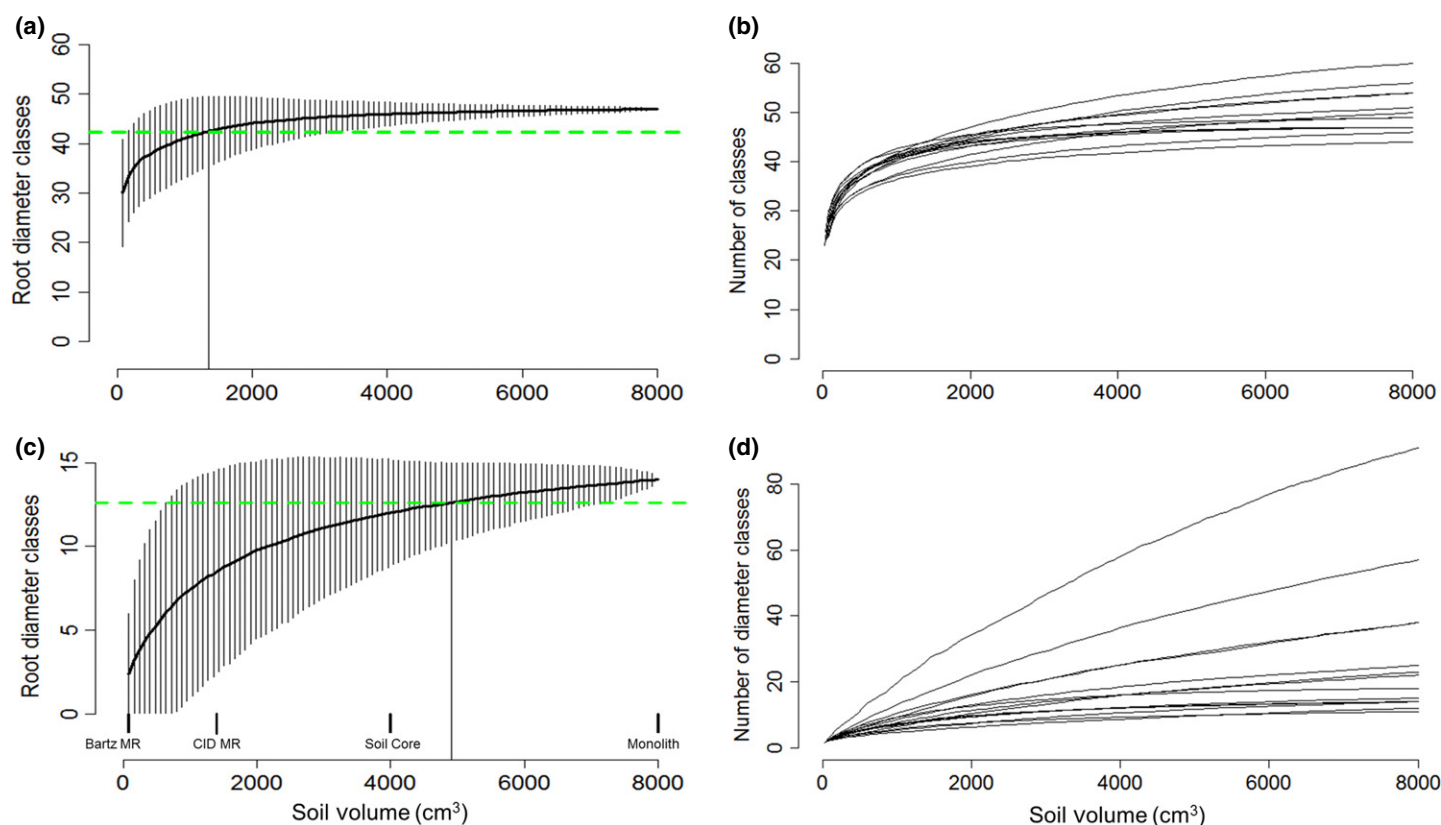 (a)
Root diameter classes
0 10 20 30 40 50 60
0 2000 4000 6000 8000
(b)
Number of classes
0 10 20 30 40 50 60
0 2000 4000 6000 8000
(c)
Root diameter classes
0 5 10 15
Bartz MR CID MR Soil Core Monolith
0 2000 4000 6000 8000
Soil volume (cm³)
(d)
Number of diameter classes
0 20 40 60 80
0 2000 4000 6000 8000
Soil volume (cm³)